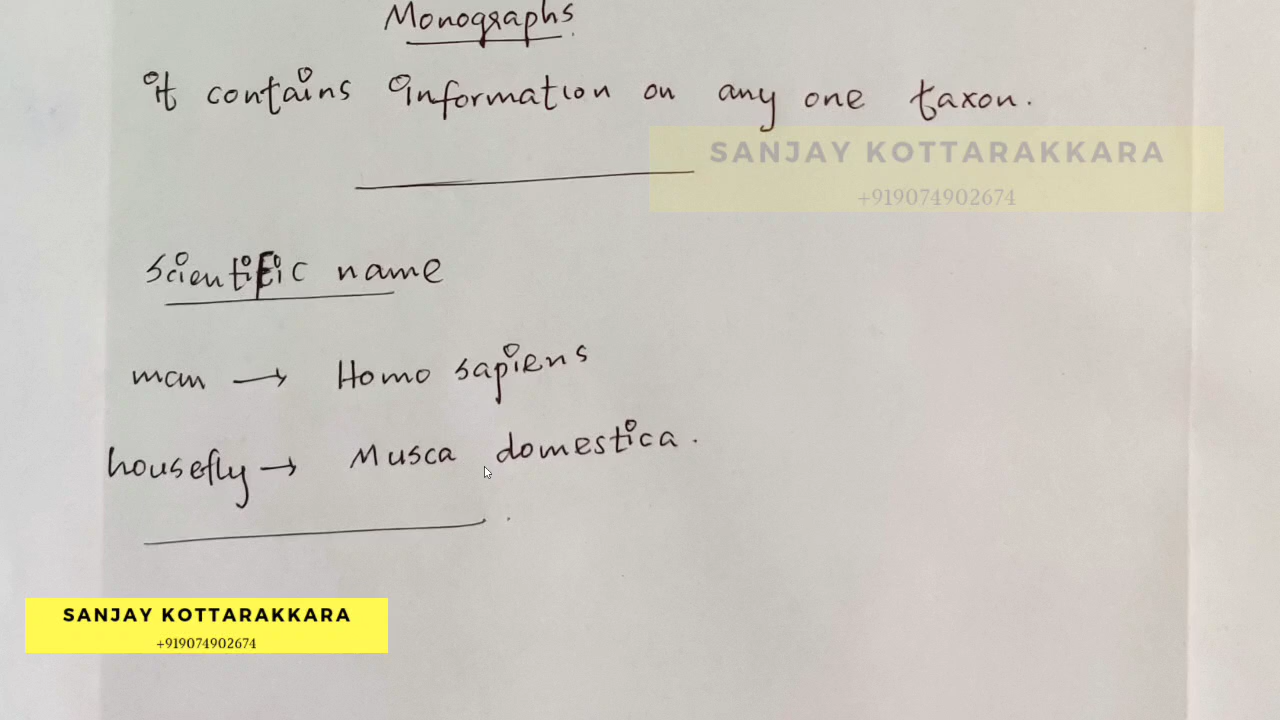 Monographs.
it contains information on any one taxon.
SANJAY KOTTARAKKARA
+919074902674
Scientific name
man → Homo sapiens
housefly → Musca domestica.
SANJAY KOTTARAKKARA
+919074902674